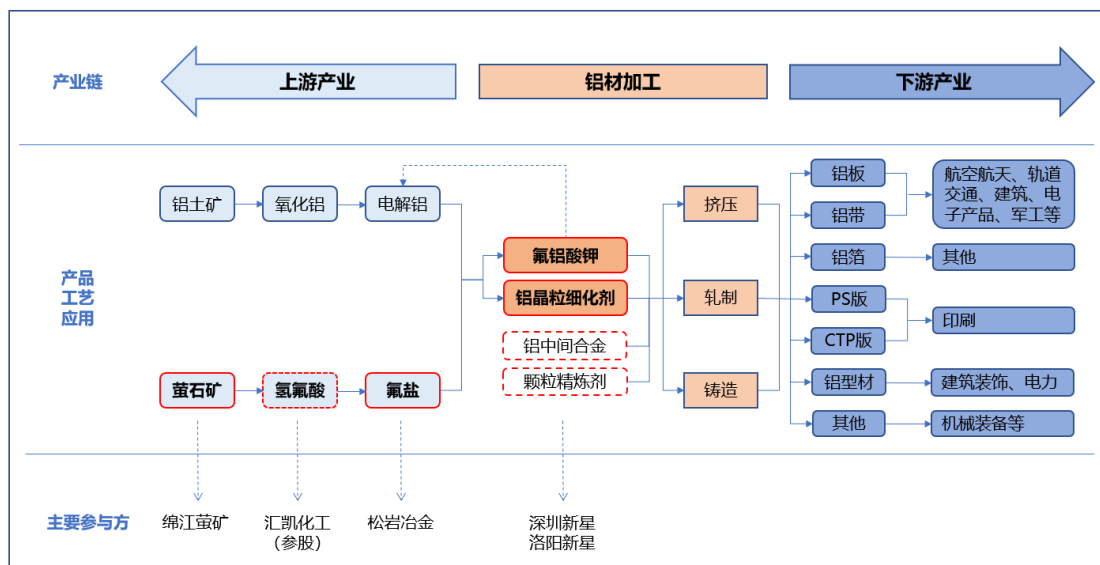 产业链
上游产业
铝材加工
下游产业
产品
工艺
应用
铝土矿
氧化铝
电解铝
萤石矿
氢氟酸
氟盐
氟铝酸钾
铝晶粒细化剂
铝中间合金
颗粒精炼剂
挤压
轧制
铸造
铝板
铝带
铝箔
PS版
CTP版
铝型材
其他
航空航天、轨道
交通、建筑、电
子产品、军工等
其他
印刷
建筑装饰、电力
机械装备等
主要参与方
绵江萤矿
汇凯化工
（参股）
松岩冶金
深圳新星
洛阳新星